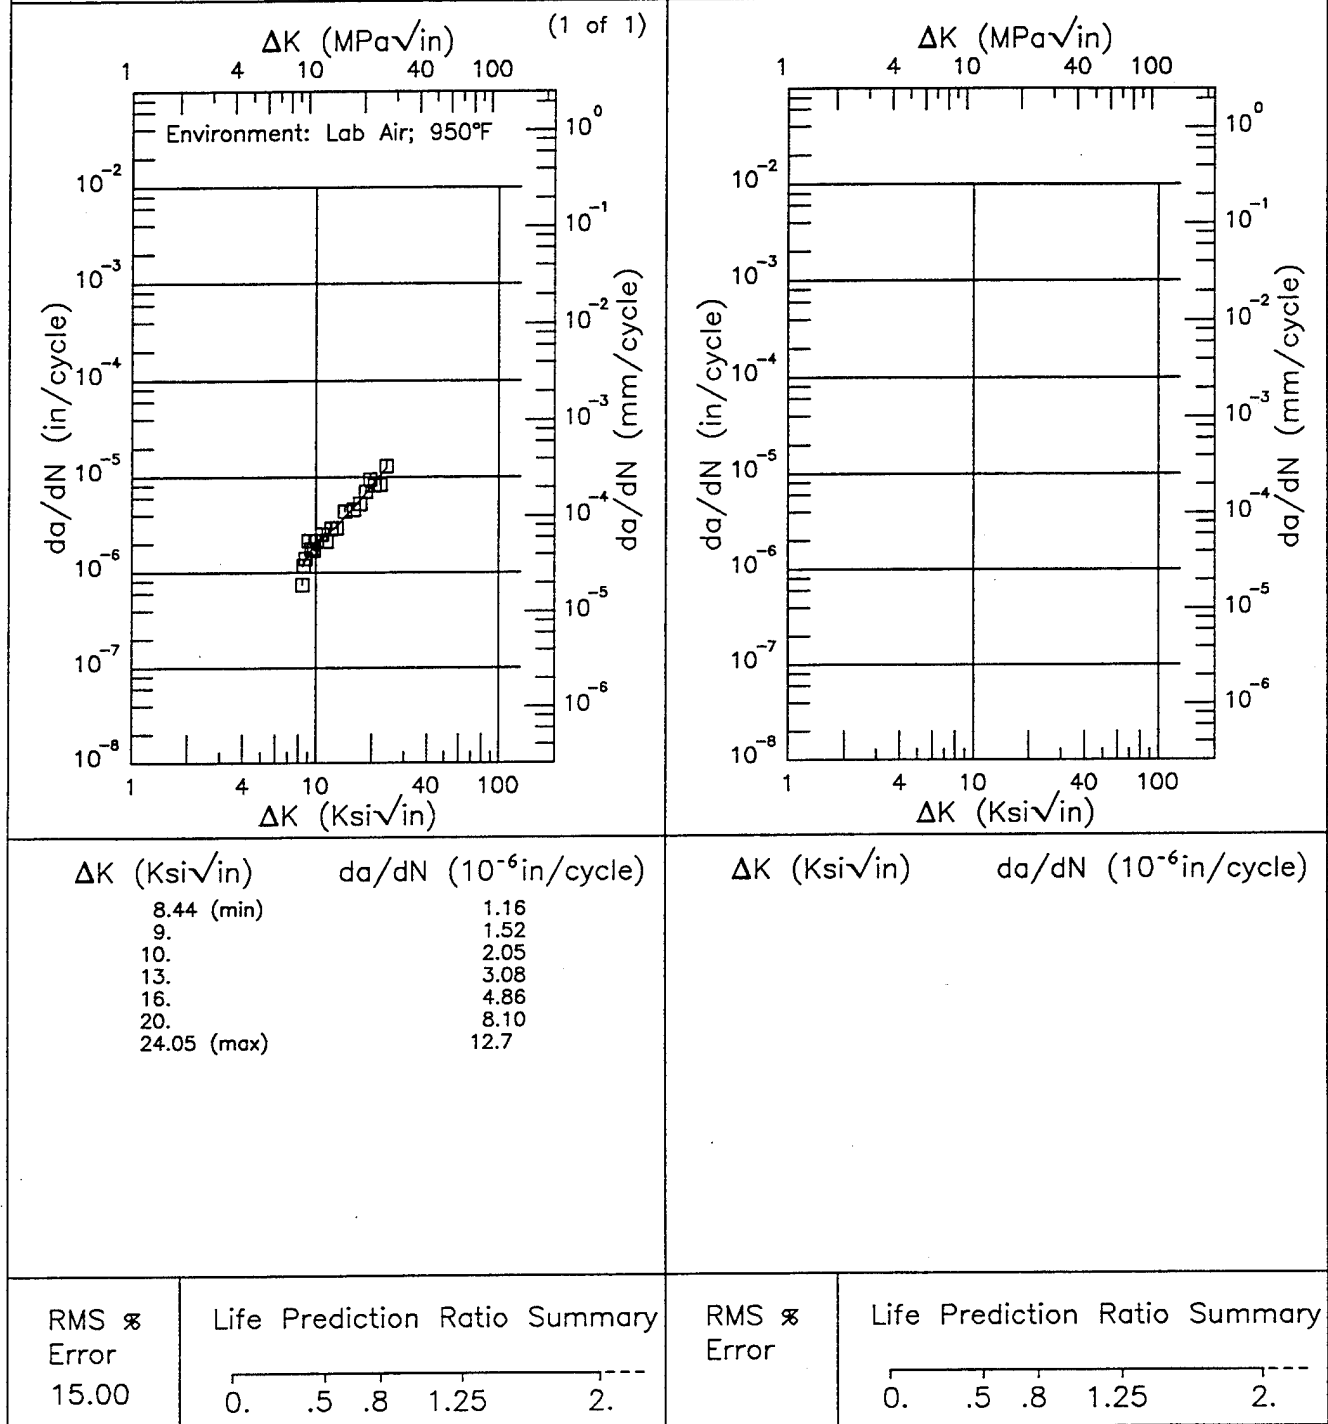 (1 of 1)
ΔK (MPa√in)
1 4 10 40 100
Environment: Lab Air; 950°F
da/dN (in/cycle)
10⁻²
10⁻³
10⁻⁴
10⁻⁵
10⁻⁶
10⁻⁷
10⁻⁸
10⁰
10⁻¹
10⁻²
10⁻³
10⁻⁴
10⁻⁵
10⁻⁶
da/dN (mm/cycle)
1 4 10 40 100
ΔK (Ksi√in)
ΔK (MPa√in)
1 4 10 40 100
da/dN (in/cycle)
10⁻²
10⁻³
10⁻⁴
10⁻⁵
10⁻⁶
10⁻⁷
10⁻⁸
10⁰
10⁻¹
10⁻²
10⁻³
10⁻⁴
10⁻⁵
10⁻⁶
da/dN (mm/cycle)
1 4 10 40 100
ΔK (Ksi√in)
ΔK (Ksi√in) da/dN (10⁻⁶in/cycle)
8.44 (min) 1.16
9. 1.52
10. 2.05
13. 3.08
16. 4.86
20. 8.10
24.05 (max) 12.7
ΔK (Ksi√in) da/dN (10⁻⁶in/cycle)
RMS %
Error
15.00
Life Prediction Ratio Summary
0. .5 .8 1.25 2.
RMS %
Error
Life Prediction Ratio Summary
0. .5 .8 1.25 2.